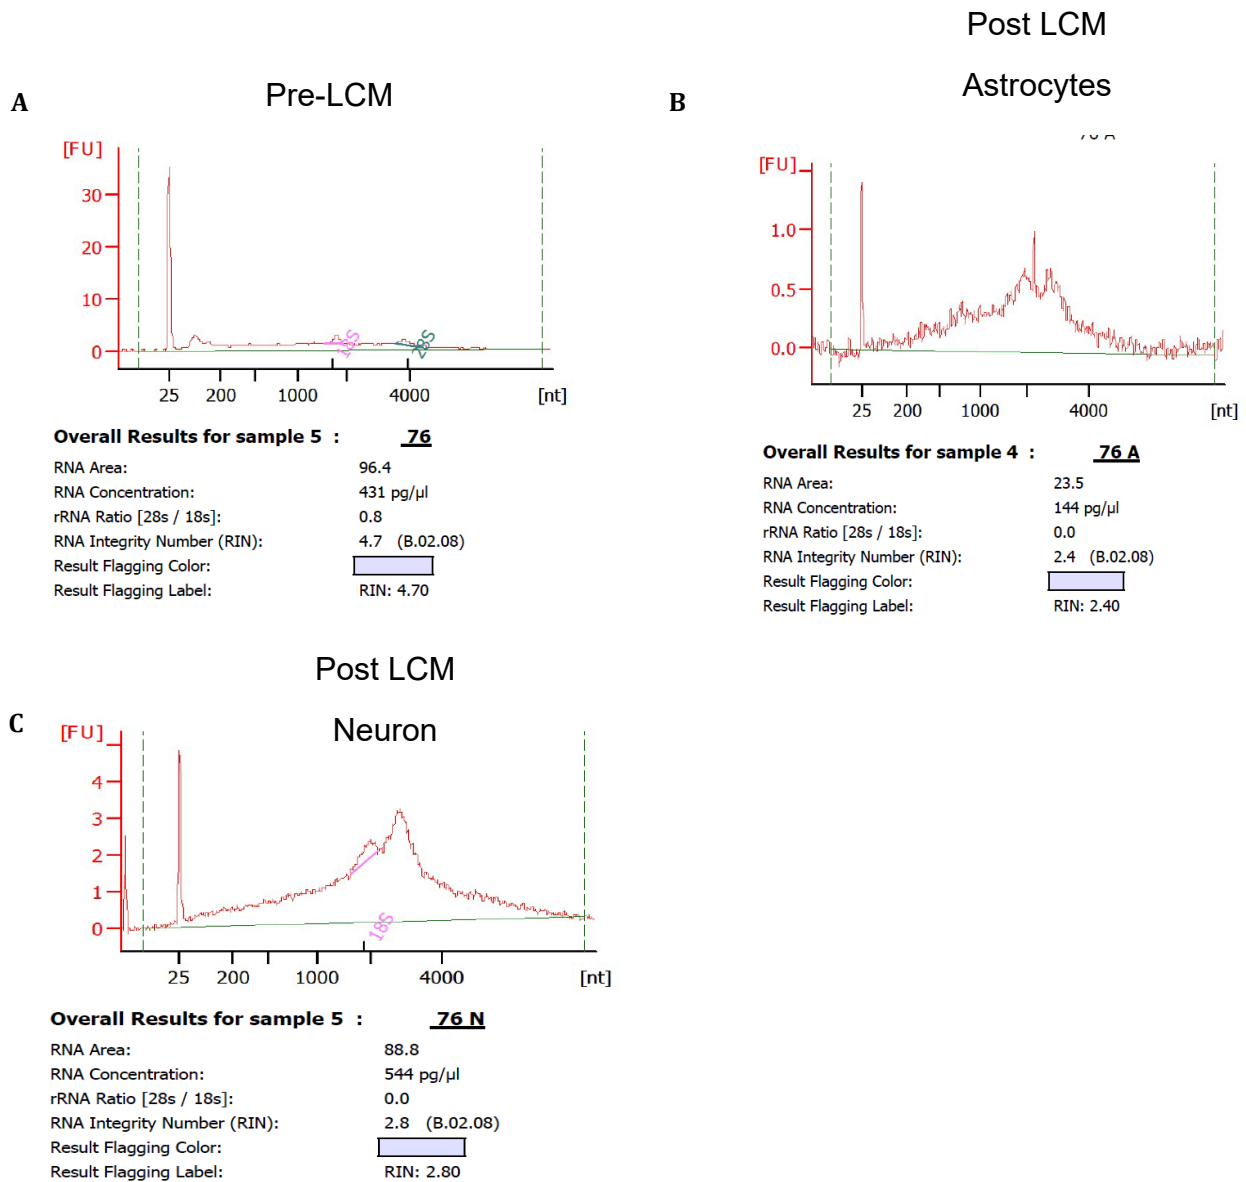 A
Pre-LCM
[FU]
30
20
10
0
18S
28S
25 200 1000 4000 [nt]
Overall Results for sample 5 : 76
RNA Area: 96.4
RNA Concentration: 431 pg/µl
rRNA Ratio [28s / 18s]: 0.8
RNA Integrity Number (RIN): 4.7 (B.02.08)
Result Flagging Color:
Result Flagging Label: RIN: 4.70
B
Post LCM
Astrocytes
[FU]
1.0
0.5
0.0
25 200 1000 4000 [nt]
Overall Results for sample 4 : 76 A
RNA Area: 23.5
RNA Concentration: 144 pg/µl
rRNA Ratio [28s / 18s]: 0.0
RNA Integrity Number (RIN): 2.4 (B.02.08)
Result Flagging Color:
Result Flagging Label: RIN: 2.40
C
Post LCM
Neuron
[FU]
4
3
2
1
0
18S
25 200 1000 4000 [nt]
Overall Results for sample 5 : 76 N
RNA Area: 88.8
RNA Concentration: 544 pg/µl
rRNA Ratio [28s / 18s]: 0.0
RNA Integrity Number (RIN): 2.8 (B.02.08)
Result Flagging Color:
Result Flagging Label: RIN: 2.80